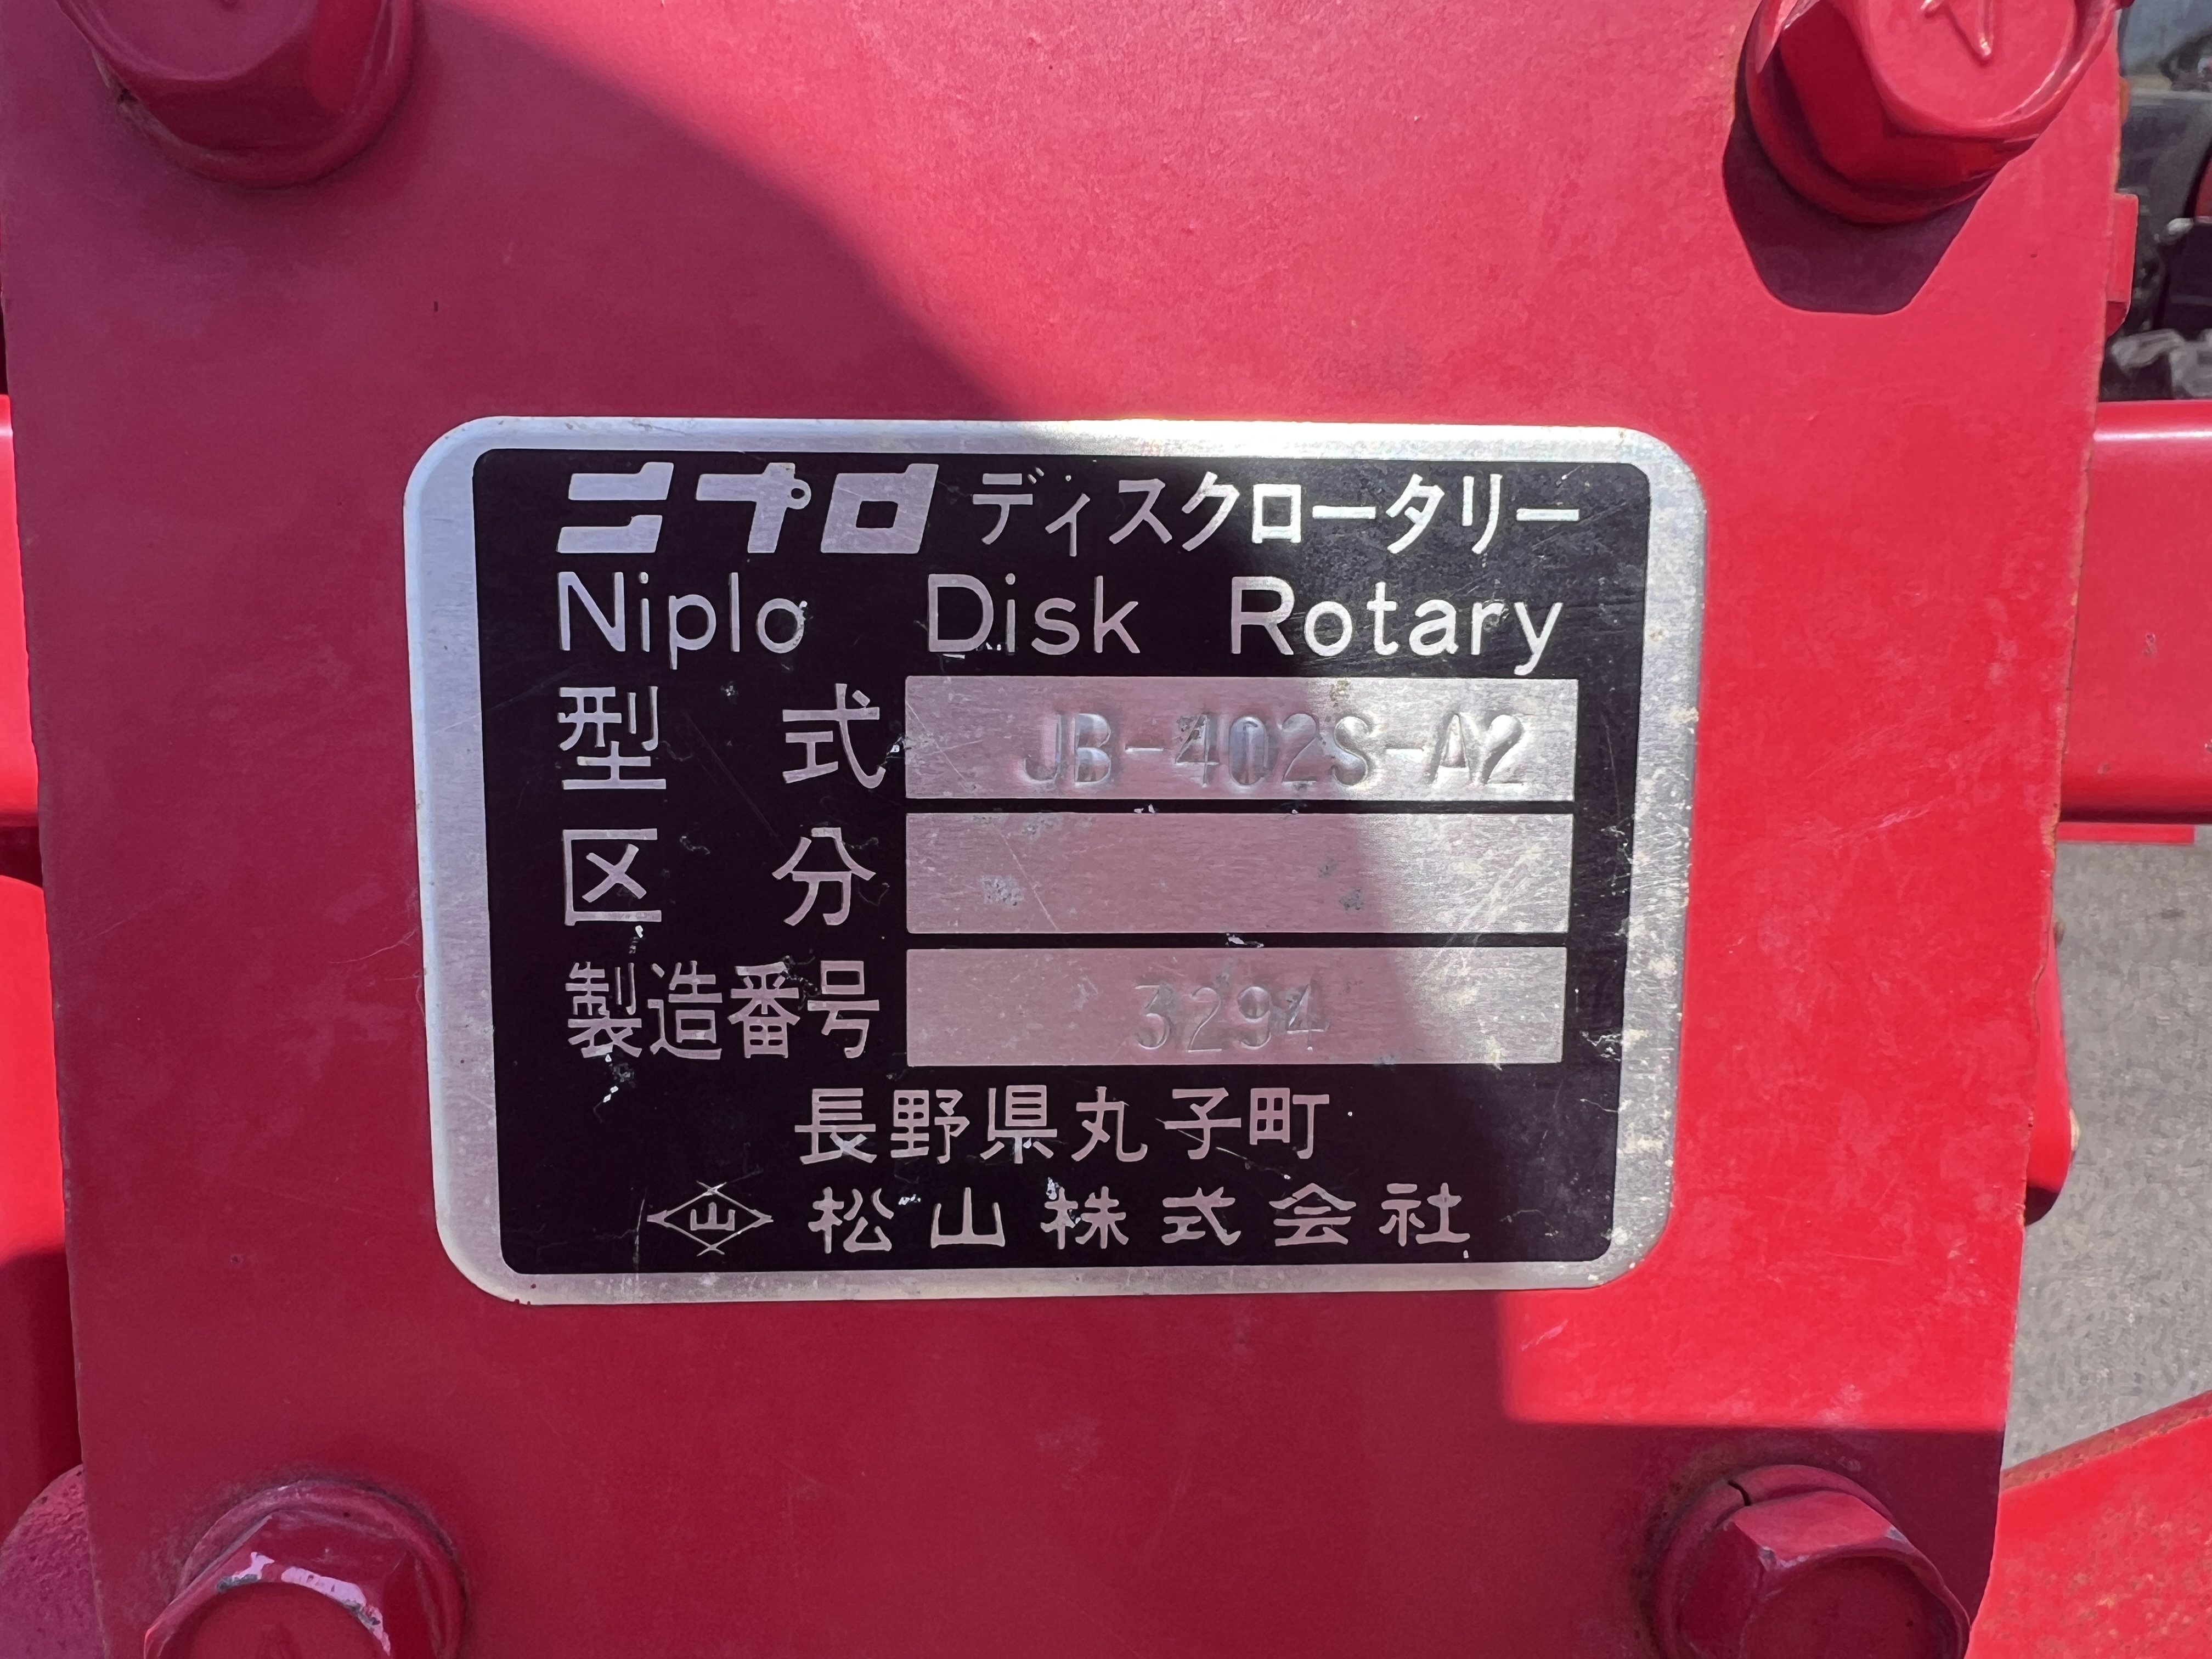 ニプロ ディスクロータリー
Niplo Disk Rotary
型式 JB-402S-A2
区分
製造番号 3294
長野県丸子町
山 松山株式会社